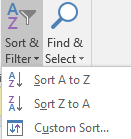 Sort & Find &
Filter Select
Sort A to Z
Sort Z to A
Custom Sort...